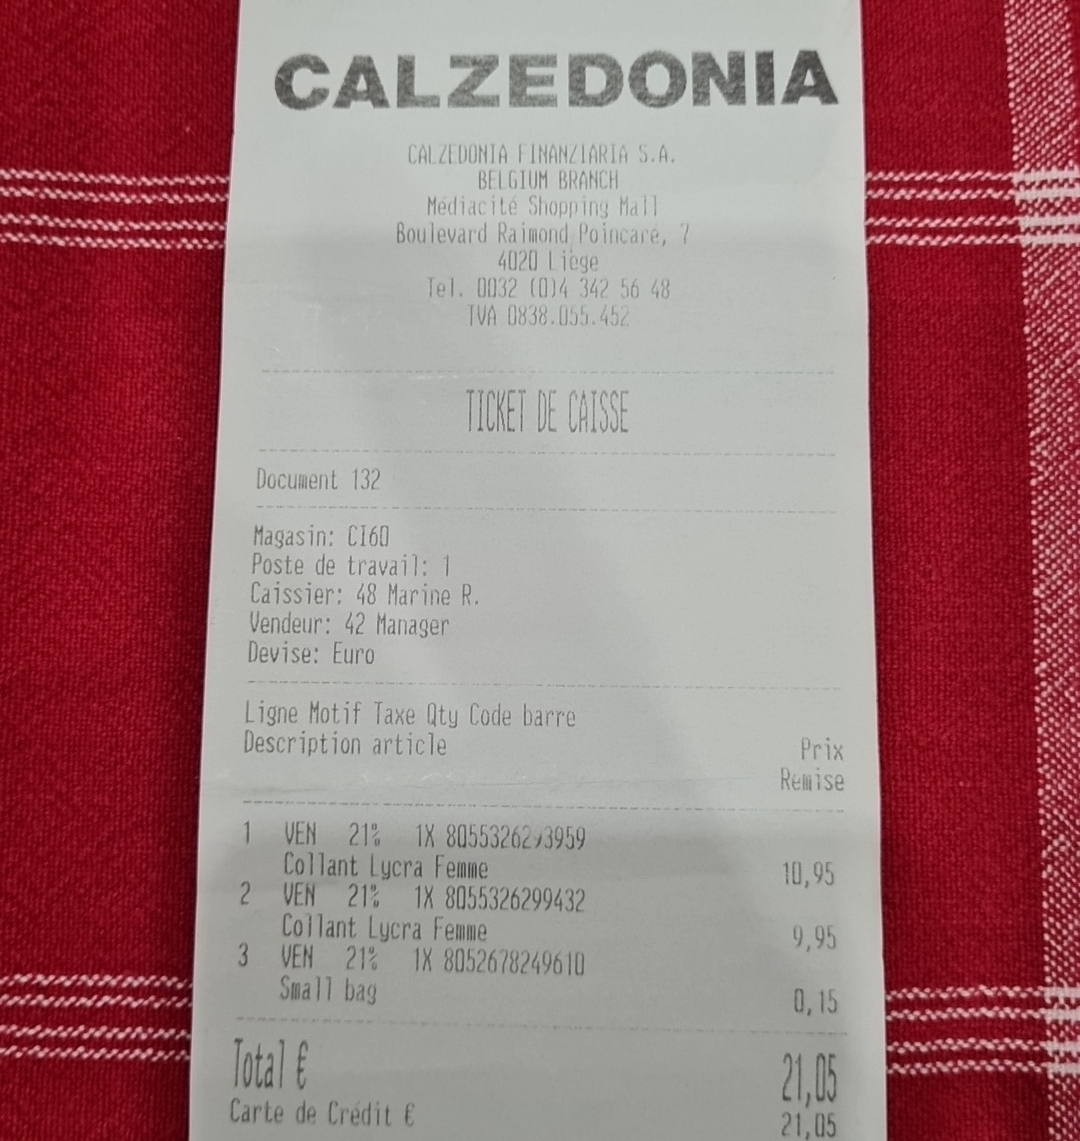 CALZEDONIA
CALZEDONIA FINANZIARIA S.A.
BELGIUM BRANCH
Médiacité Shopping Mall
Boulevard Raimond Poincaré, 7
4020 Liège
Tel. 0032 (0)4 342 56 48
TVA 0838.055.452
TICKET DE CAISSE
Document 132
Magasin: CI60
Poste de travail: 1
Caissier: 48 Marine R.
Vendeur: 42 Manager
Devise: Euro
Ligne Motif Taxe Qty Code barre
Description article Prix
Remise
1 VEN 21% 1X
Collant Lycra Femme 10,95
2 VEN 21% 1X 8055326299432
Collant Lycra Femme 9,95
3 VEN 21% 1X 8052678249610
Small bag 0,15
Total € 21,05
Carte de Crédit € 21,05